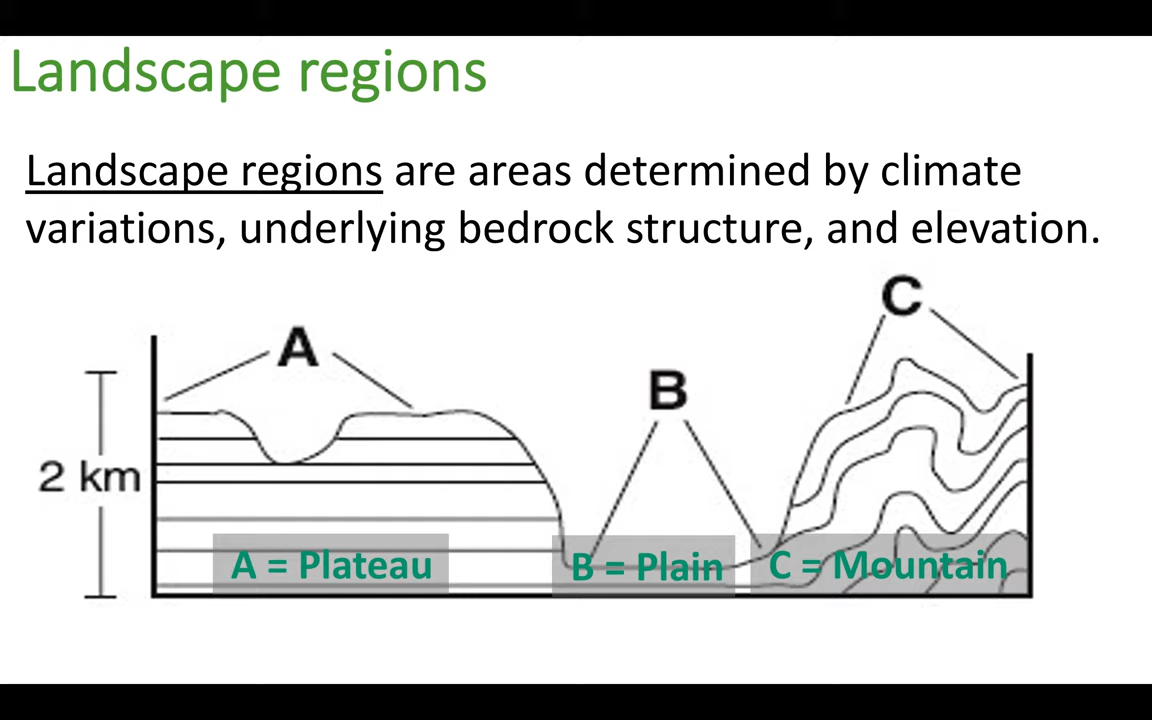 Landscape regions
Landscape regions are areas determined by climate
variations, underlying bedrock structure, and elevation.
C
A
B
2 km
A = Plateau
B = Plain
C = Mountain